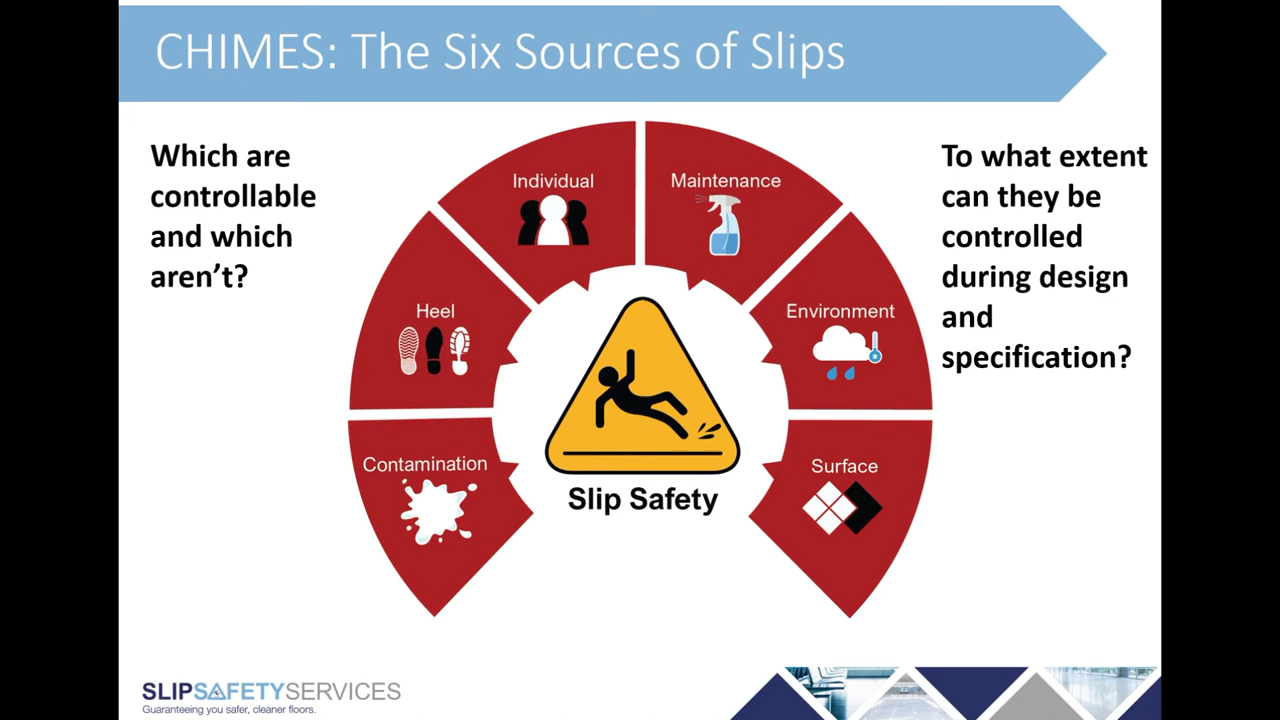 CHIMES: The Six Sources of Slips
Which are
controllable
and which
aren't?
To what extent
can they be
controlled
during design
and
specification?
Individual
Maintenance
Heel
Environment
Contamination
Surface
Slip Safety
SLIPSAFETYSERVICES
Guaranteeing you safer, cleaner floors.